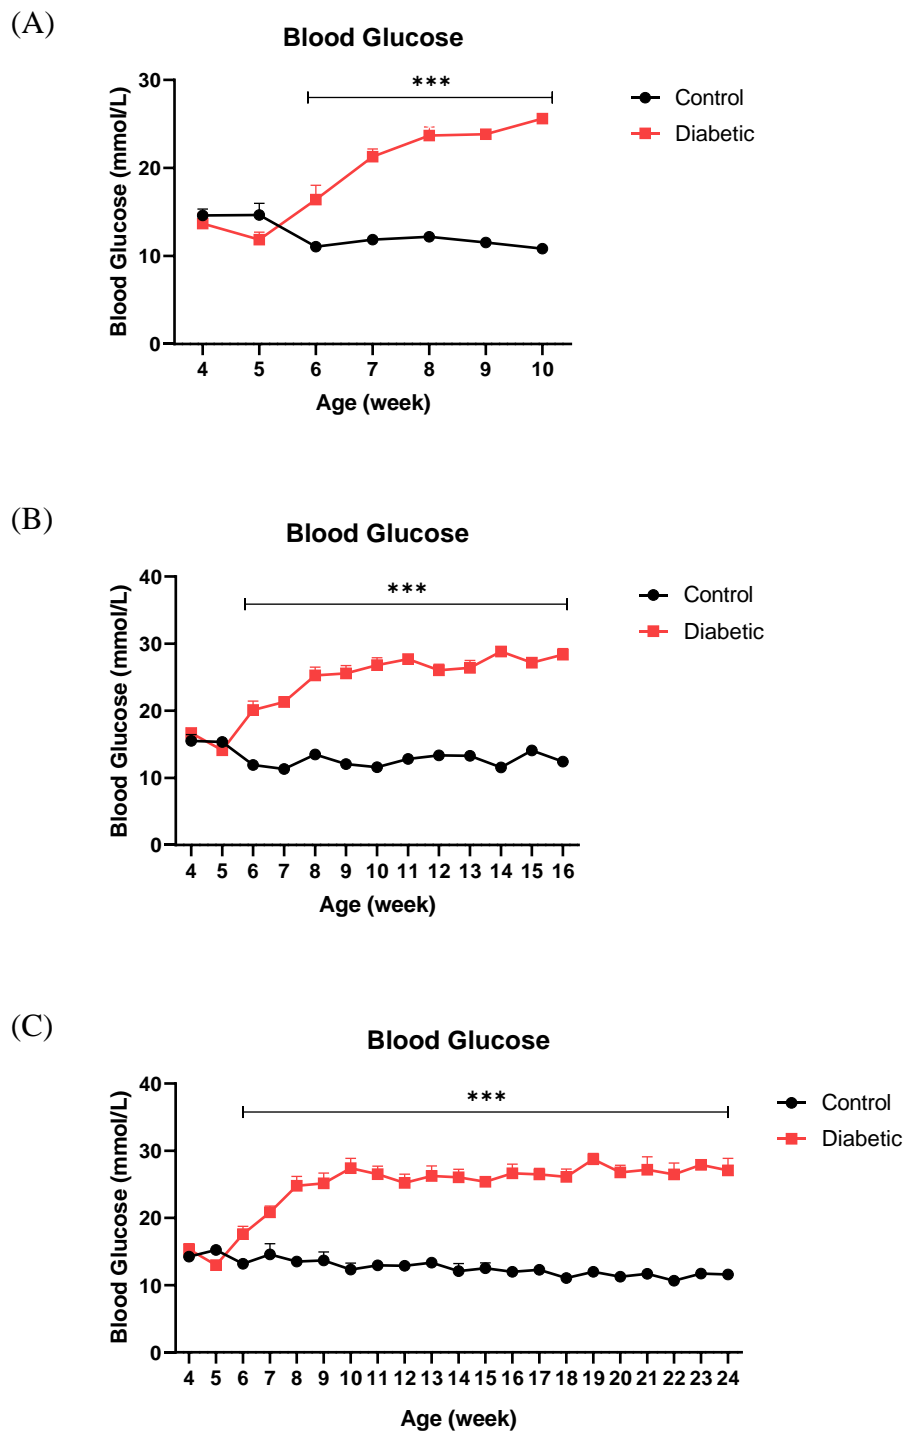 (A)
Blood Glucose
***
Control
Diabetic
Blood Glucose (mmol/L)
30
20
10
0
4 5 6 7 8 9 10
Age (week)
(B)
Blood Glucose
***
Control
Diabetic
Blood Glucose (mmol/L)
40
30
20
10
0
4 5 6 7 8 9 10 11 12 13 14 15 16
Age (week)
(C)
Blood Glucose
***
Control
Diabetic
Blood Glucose (mmol/L)
40
30
20
10
0
4 5 6 7 8 9 10 11 12 13 14 15 16 17 18 19 20 21 22 23 24
Age (week)